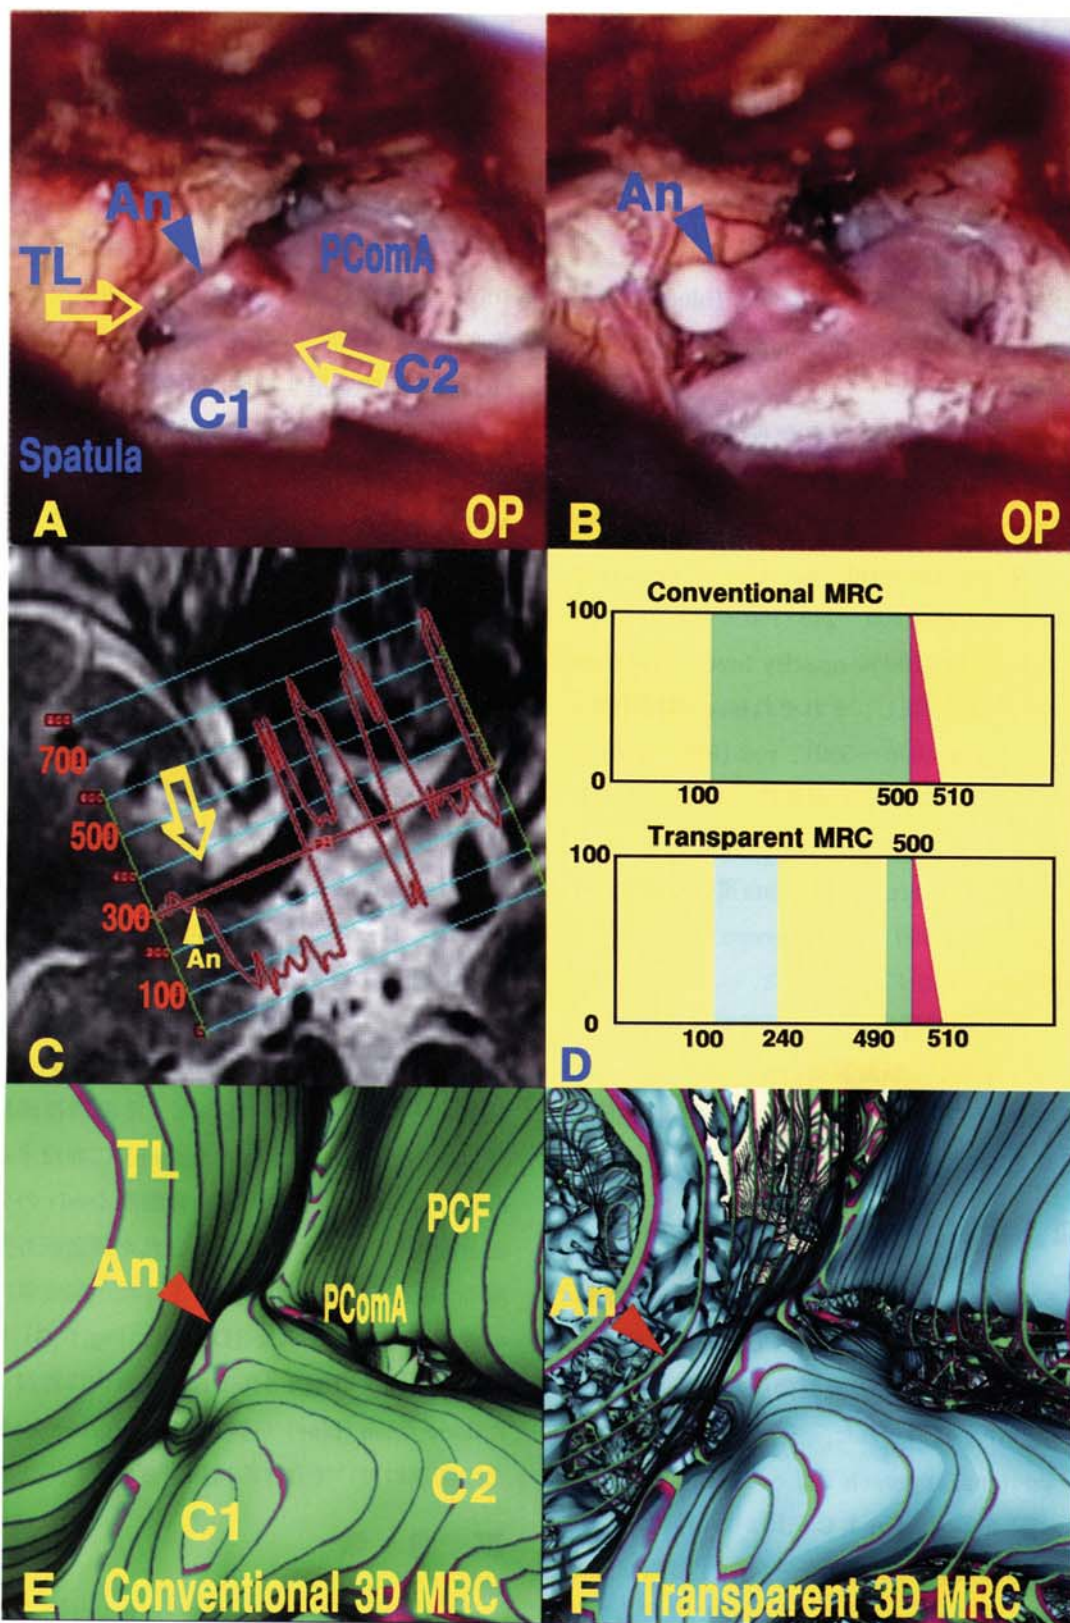 An
TL
PComA
C2
C1
Spatula
A
OP
An
B
OP
700
500
300
An
100
C
Conventional MRC
100
0
100 500 510
Transparent MRC 500
100
0
100 240 490 510
D
TL
PCF
An
PComA
C2
C1
E Conventional 3D MRC
An
F Transparent 3D MRC